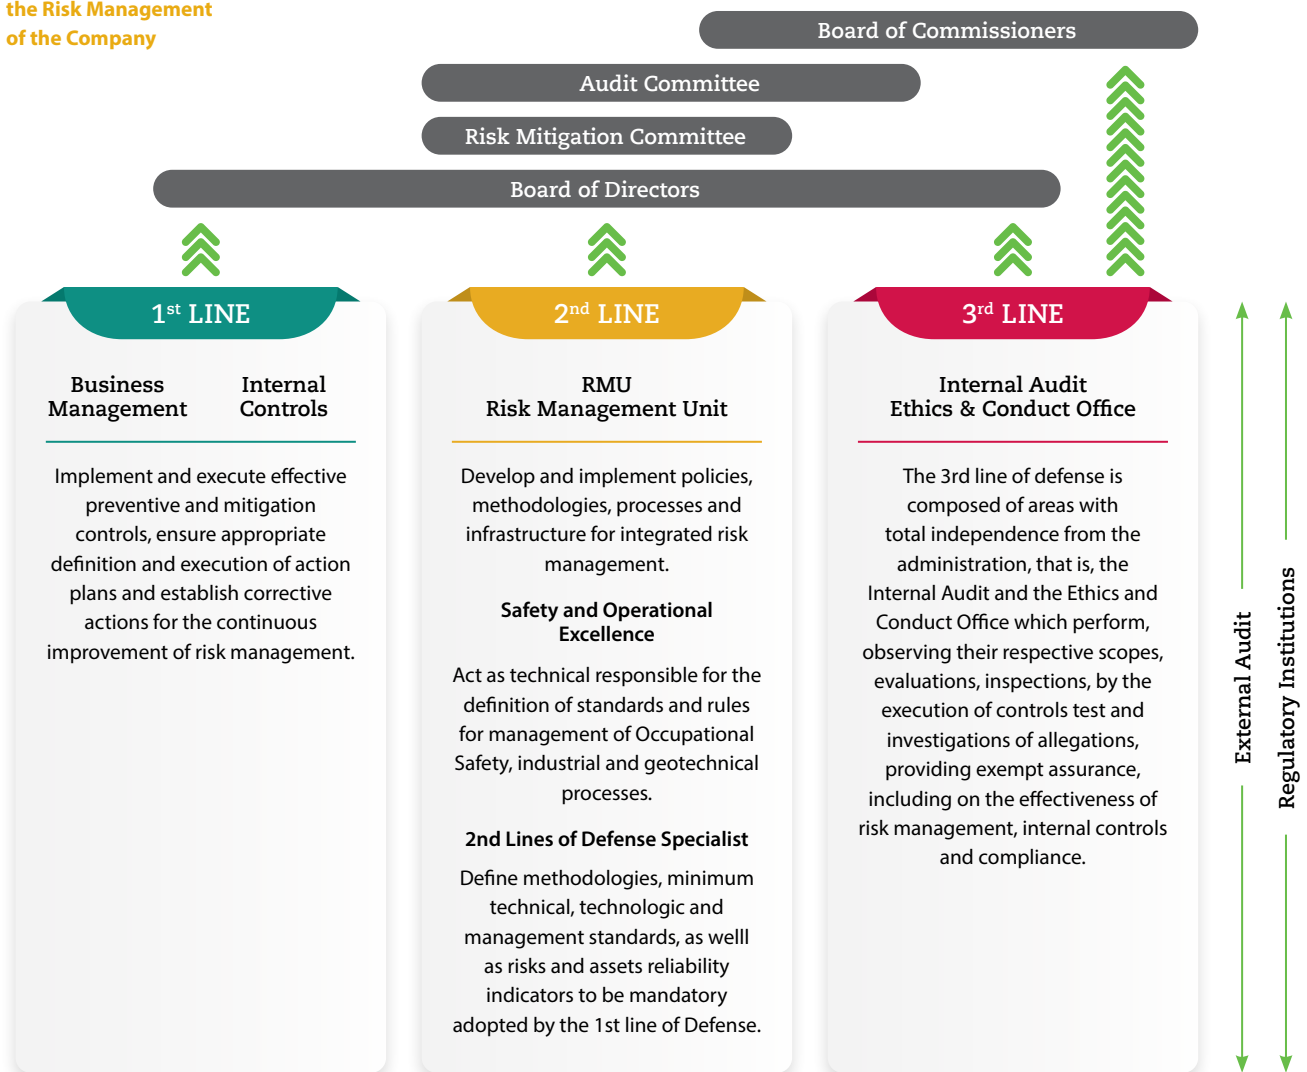 the Risk Management
of the Company
Board of Commissioners
Audit Committee
Risk Mitigation Committee
Board of Directors
1st LINE
Business
Management
Internal
Controls
Implement and execute effective
preventive and mitigation
controls, ensure appropriate
definition and execution of action
plans and establish corrective
actions for the continuous
improvement of risk management.
2nd LINE
RMU
Risk Management Unit
Develop and implement policies,
methodologies, processes and
infrastructure for integrated risk
management.
Safety and Operational
Excellence
Act as technical responsible for the
definition of standards and rules
for management of Occupational
Safety, industrial and geotechnical
processes.
2nd Lines of Defense Specialist
Define methodologies, minimum
technical, technologic and
management standards, as welll
as risks and assets reliability
indicators to be mandatory
adopted by the 1st line of Defense.
3rd LINE
Internal Audit
Ethics & Conduct Office
The 3rd line of defense is
composed of areas with
total independence from the
administration, that is, the
Internal Audit and the Ethics and
Conduct Office which perform,
observing their respective scopes,
evaluations, inspections, by the
execution of controls test and
investigations of allegations,
providing exempt assurance,
including on the effectiveness of
risk management, internal controls
and compliance.
External Audit
Regulatory Institutions